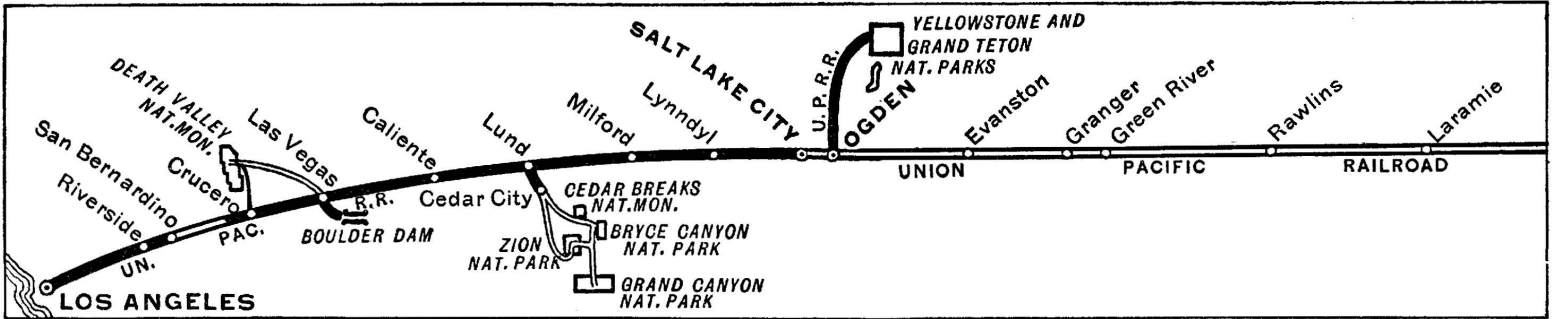 YELLOWSTONE AND
GRAND TETON
NAT. PARKS
SALT LAKE CITY
U. P. R. R.
OGDEN
DEATH VALLEY
NAT. MON.
San Bernardino
Riverside
Crucero
Las Vegas
Caliente
Lund
Milford
Lynndyl
Evanston
Granger
Green River
Rawlins
Laramie
UNION
PACIFIC
RAILROAD
UN.
PAC.
R.R.
BOULDER DAM
Cedar City
CEDAR BREAKS
NAT. MON.
BRYCE CANYON
NAT. PARK
ZION
NAT. PARK
GRAND CANYON
NAT. PARK
LOS ANGELES